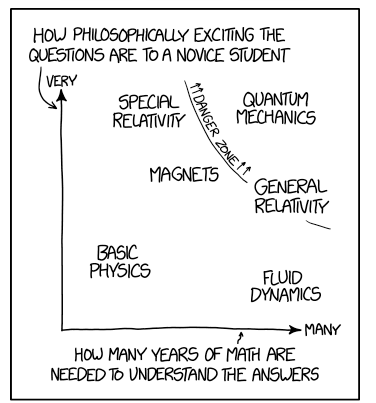 HOW PHILOSOPHICALLY EXCITING THE
QUESTIONS ARE TO A NOVICE STUDENT
VERY
SPECIAL
RELATIVITY
DANGER ZONE!
QUANTUM
MECHANICS
MAGNETS
GENERAL
RELATIVITY
BASIC
PHYSICS
FLUID
DYNAMICS
MANY
HOW MANY YEARS OF MATH ARE
NEEDED TO UNDERSTAND THE ANSWERS